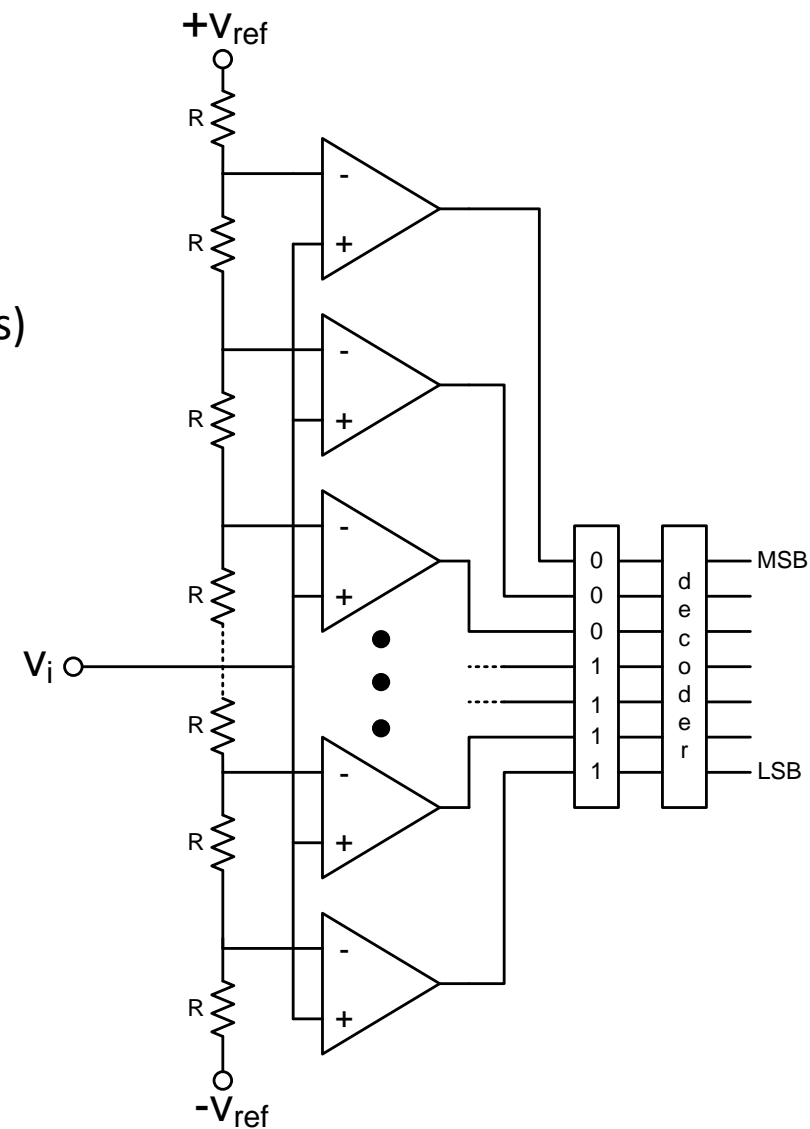 +vref
R
-
R
+
s)
-
R
+
-
0
MSB
d
0
e
R
+
0
c
vi
1
o
d
1
R
e
1
r
-
1
LSB
R
+
-
R
+
-vref